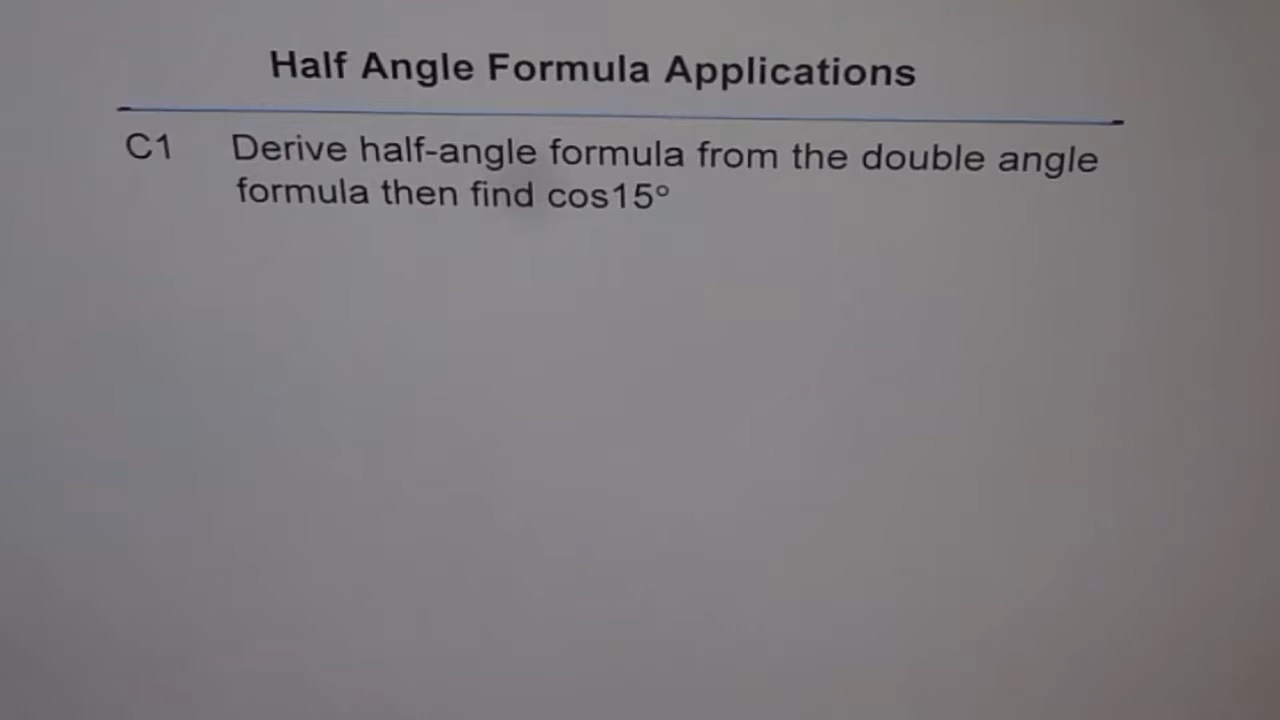 Half Angle Formula Applications
C1 Derive half-angle formula from the double angle
formula then find cos15°